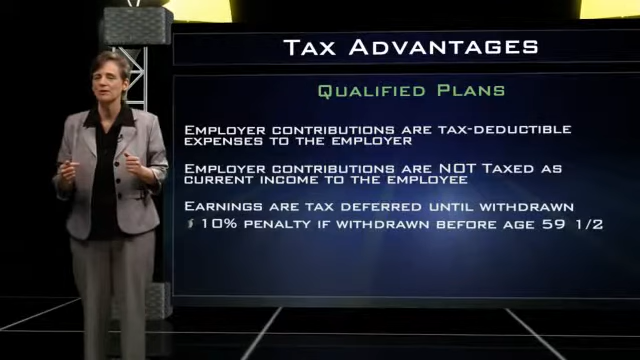 Tax Advantages
Qualified Plans
Employer contributions are tax-deductible
expenses to the employer
Employer contributions are NOT Taxed as
current income to the employee
Earnings are tax deferred until withdrawn
10% penalty if withdrawn before age 59 1/2